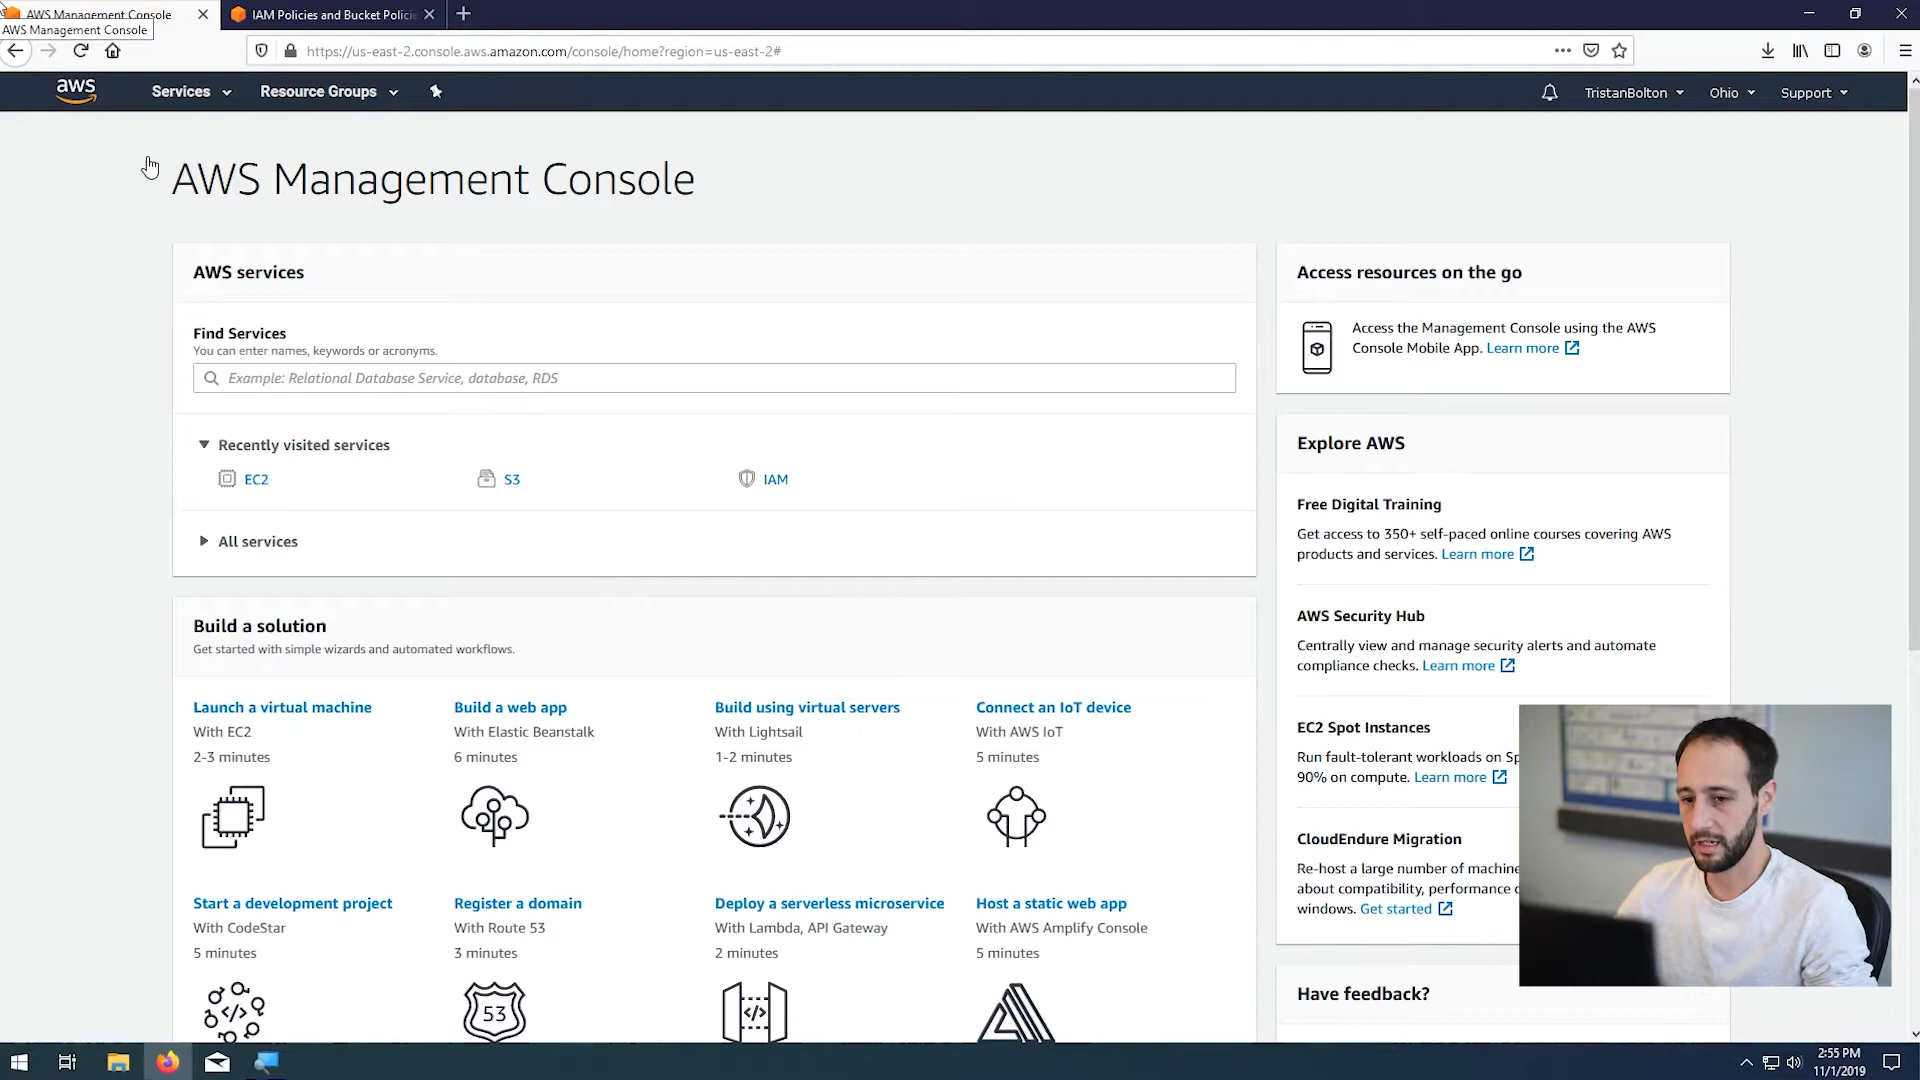 AWS Management Console
IAM Policies and Bucket Policie
AWS Management Console
https://us-east-2.console.aws.amazon.com/console/home?region=us-east-2#
aws
Services
Resource Groups
TristanBolton
Ohio
Support
AWS Management Console
AWS services
Find Services
You can enter names, keywords or acronyms.
Example: Relational Database Service, database, RDS
Recently visited services
EC2
S3
IAM
All services
Build a solution
Get started with simple wizards and automated workflows.
Launch a virtual machine
With EC2
2-3 minutes
Build a web app
With Elastic Beanstalk
6 minutes
Build using virtual servers
With Lightsail
1-2 minutes
Connect an IoT device
With AWS IoT
5 minutes
Start a development project
With CodeStar
5 minutes
Register a domain
With Route 53
3 minutes
53
Deploy a serverless microservice
With Lambda, API Gateway
2 minutes
Host a static web app
With AWS Amplify Console
5 minutes
Access resources on the go
Access the Management Console using the AWS
Console Mobile App. Learn more
Explore AWS
Free Digital Training
Get access to 350+ self-paced online courses covering AWS
products and services. Learn more
AWS Security Hub
Centrally view and manage security alerts and automate
compliance checks. Learn more
EC2 Spot Instances
Run fault-tolerant workloads on Sp
90% on compute. Learn more
CloudEndure Migration
Re-host a large number of machine
about compatibility, performance
windows. Get started
Have feedback?
2:55 PM
11/1/2019